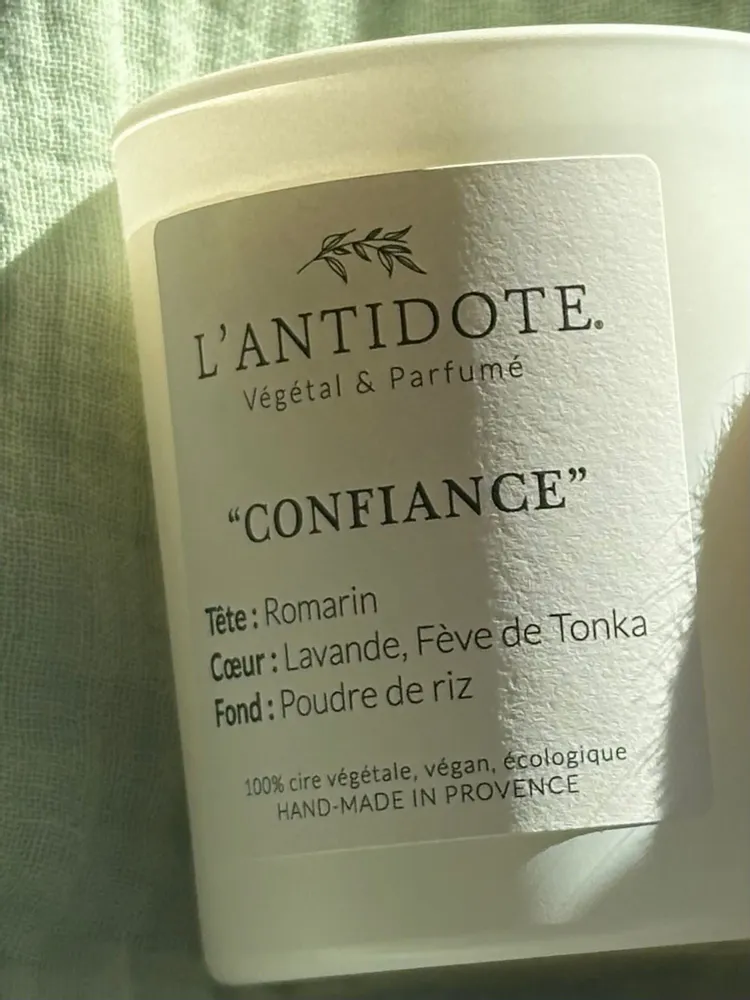 L'ANTIDOTE®
Végétal & Parfumé
“CONFIANCE”
Tête : Romarin
Cœur : Lavande, Fève de Tonka
Fond : Poudre de riz
100% cire végétale, végan, écologique
HAND-MADE IN PROVENCE